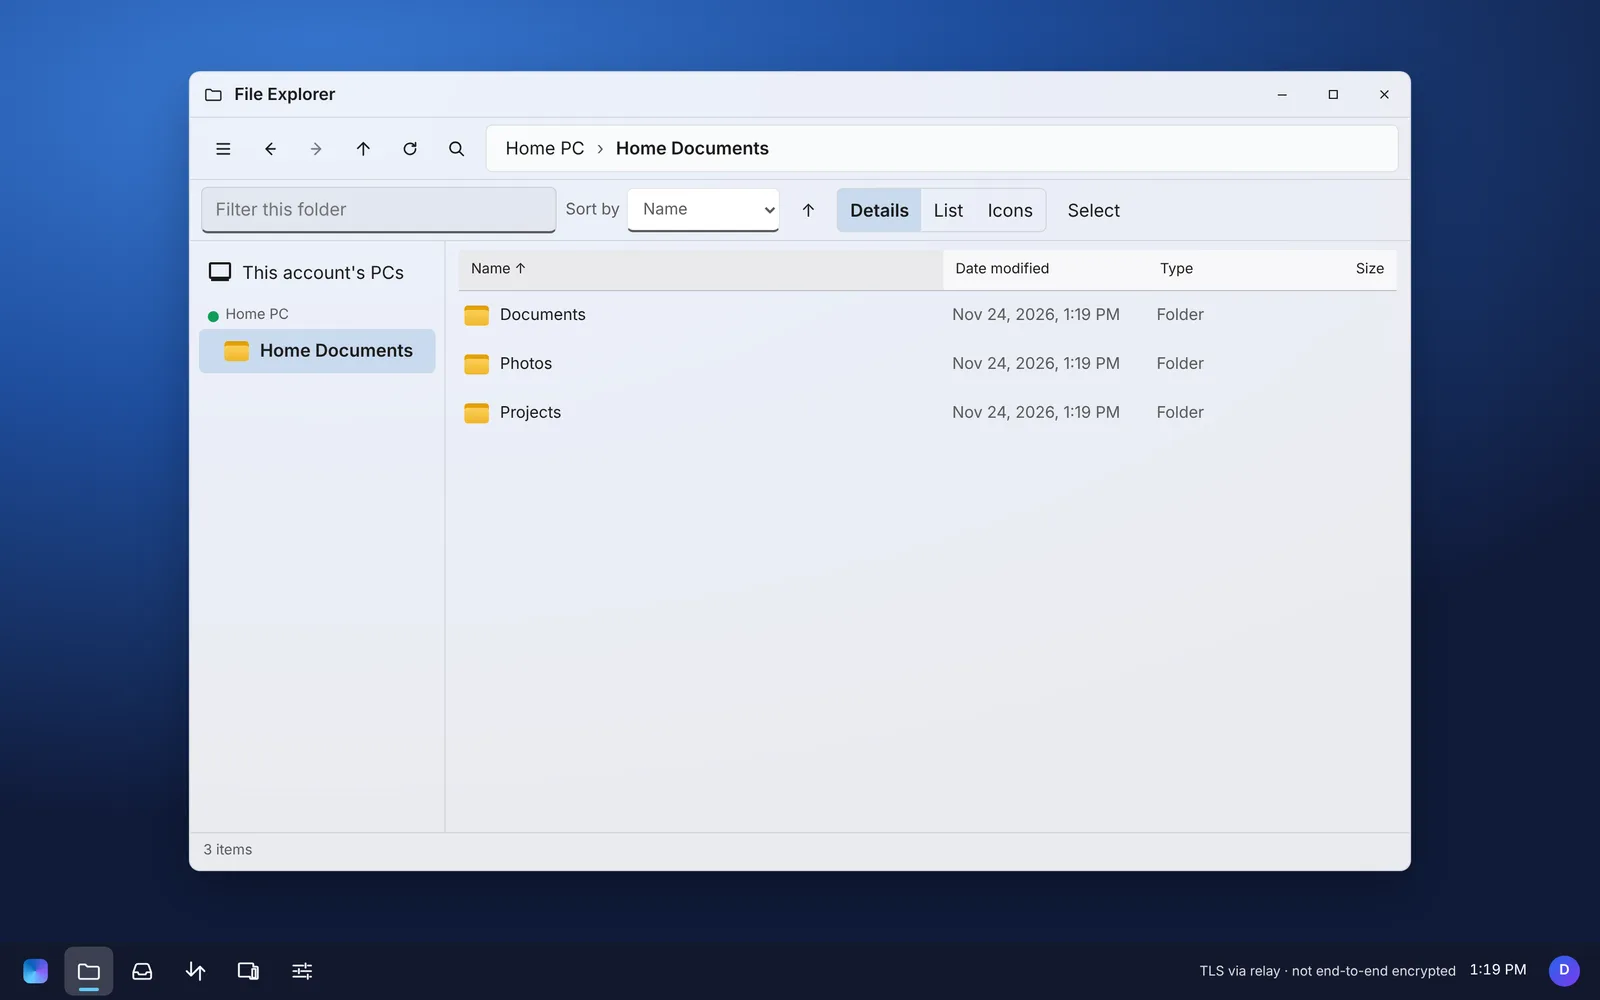 File Explorer
Home PC › Home Documents
Filter this folder
Sort by
Name
Details
List
Icons
Select
This account's PCs
Home PC
Home Documents
Name ↑ Date modified Type Size
Documents Nov 24, 2026, 1:19 PM Folder
Photos Nov 24, 2026, 1:19 PM Folder
Projects Nov 24, 2026, 1:19 PM Folder
3 items
TLS via relay · not end-to-end encrypted
1:19 PM
D